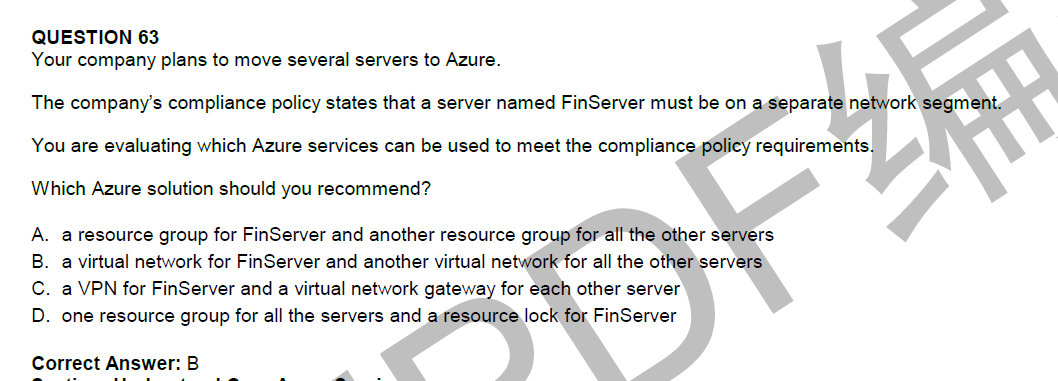 QUESTION 63
Your company plans to move several servers to Azure.
The company's compliance policy states that a server named FinServer must be on a separate network segment.
You are evaluating which Azure services can be used to meet the compliance policy requirements.
Which Azure solution should you recommend?
A. a resource group for FinServer and another resource group for all the other servers
B. a virtual network for FinServer and another virtual network for all the other servers
C. a VPN for FinServer and a virtual network gateway for each other server
D. one resource group for all the servers and a resource lock for FinServer
Correct Answer: B
PDF编